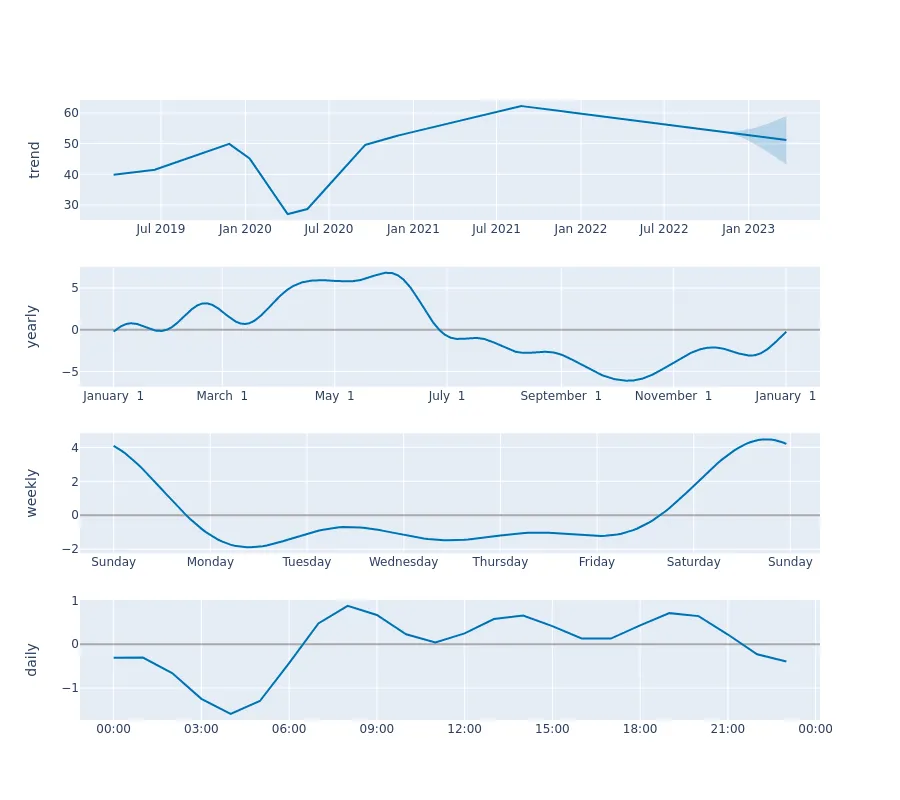 trend
60
50
40
30
Jul 2019 Jan 2020 Jul 2020 Jan 2021 Jul 2021 Jan 2022 Jul 2022 Jan 2023
yearly
5
0
−5
January 1 March 1 May 1 July 1 September 1 November 1 January 1
weekly
4
2
0
−2
Sunday Monday Tuesday Wednesday Thursday Friday Saturday Sunday
daily
1
0
−1
00:00 03:00 06:00 09:00 12:00 15:00 18:00 21:00 00:00